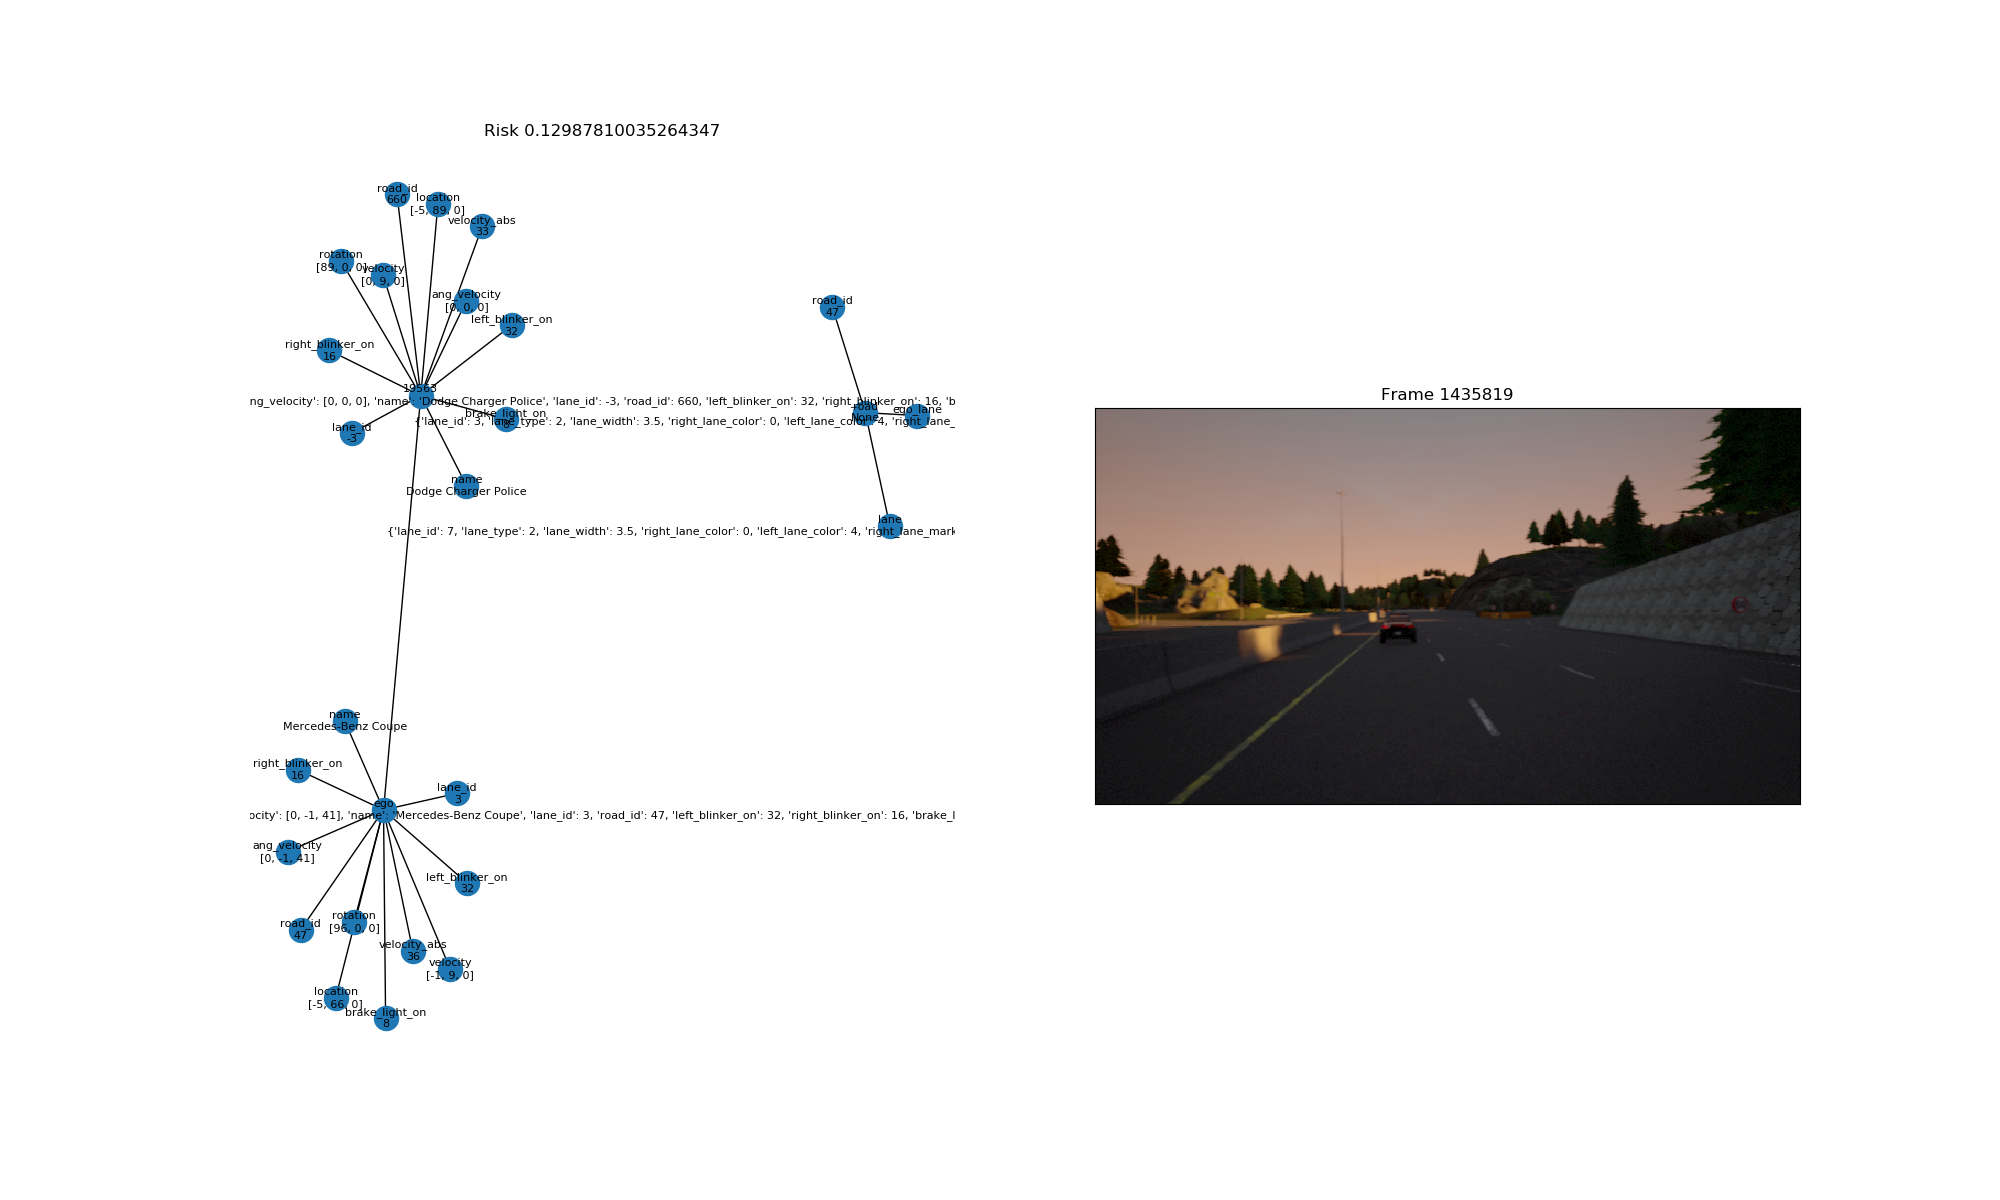 Risk 0.12987810035264347
road_id
660
location
[-5, 89, 0]
velocity_abs
33
rotation
[89, 0, 0]
velocity
[0, 9, 0]
ang_velocity
[0, 0, 0]
left_blinker_on
32
right_blinker_on
16
19563
ng_velocity': [0, 0, 0], 'name': 'Dodge Charger Police', 'lane_id': -3, 'road_id': 660, 'left_blinker_on': 32, 'right_blinker_on': 16, 'b
brake_light_on
8
lane_id
-3
name
Dodge Charger Police
road_id
47
road
None
ego_lane
{'lane_id': 3, 'lane_type': 2, 'lane_width': 3.5, 'right_lane_color': 0, 'left_lane_color': 4, 'right_lane_
lane
{'lane_id': 7, 'lane_type': 2, 'lane_width': 3.5, 'right_lane_color': 0, 'left_lane_color': 4, 'right_lane_mark
name
Mercedes-Benz Coupe
right_blinker_on
16
lane_id
3
ego
ocity': [0, -1, 41], 'name': 'Mercedes-Benz Coupe', 'lane_id': 3, 'road_id': 47, 'left_blinker_on': 32, 'right_blinker_on': 16, 'brake_l
ang_velocity
[0, -1, 41]
left_blinker_on
32
road_id
47
rotation
[96, 0, 0]
velocity_abs
36
velocity
[-1, 9, 0]
location
[-5, 66, 0]
brake_light_on
8
Frame 1435819